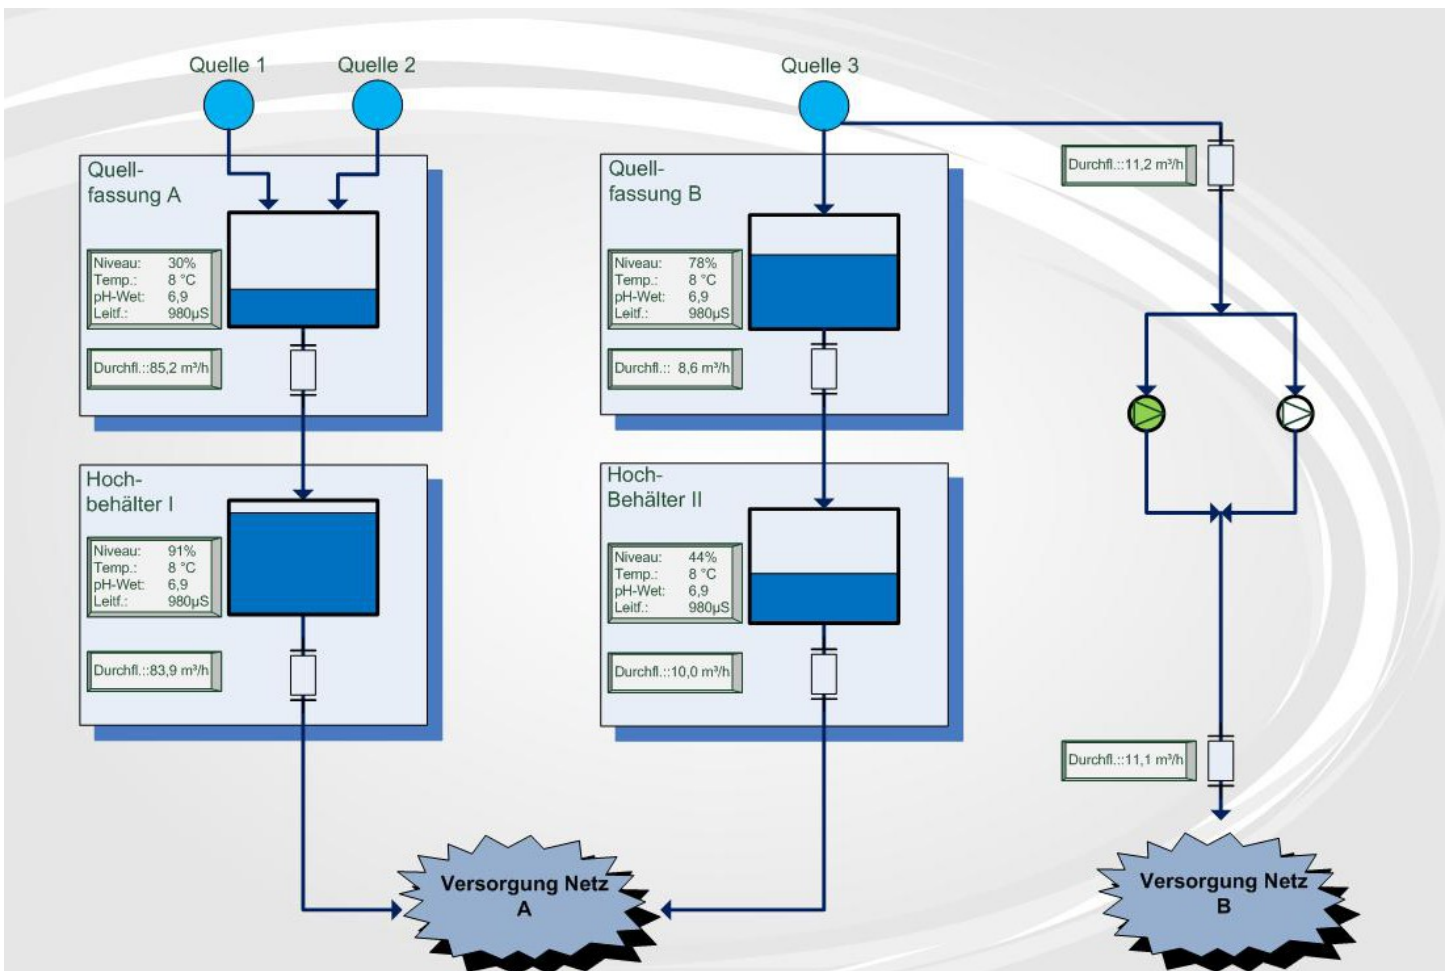 Quelle 1
Quelle 2
Quelle 3
Quell-
fassung A
Niveau: 30%
Temp.: 8 °C
pH-Wet: 6,9
Leitf.: 980µS
Durchfl.::85,2 m³/h
Quell-
fassung B
Niveau: 78%
Temp.: 8 °C
pH-Wet: 6,9
Leitf.: 980µS
Durchfl.:: 8,6 m³/h
Durchfl.::11,2 m³/h
Hoch-
behälter I
Niveau: 91%
Temp.: 8 °C
pH-Wet: 6,9
Leitf.: 980µS
Durchfl.::83,9 m³/h
Hoch-
Behälter II
Niveau: 44%
Temp.: 8 °C
pH-Wet: 6,9
Leitf.: 980µS
Durchfl.::10,0 m³/h
Durchfl.::11,1 m³/h
Versorgung Netz
A
Versorgung Netz
B